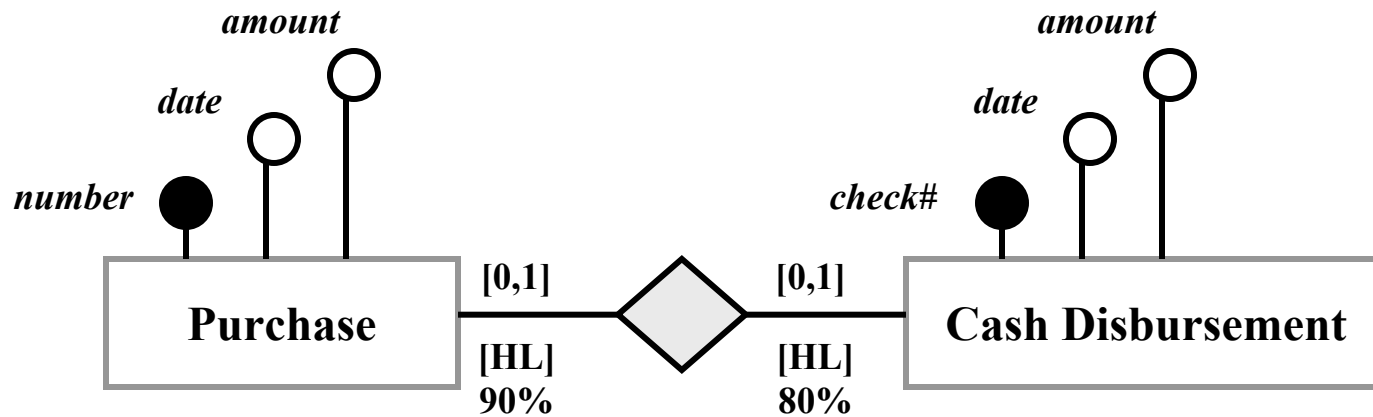 amount
amount
date
date
number
check#
[0,1]
[0,1]
Purchase
Cash Disbursement
[HL]
90%
[HL]
80%